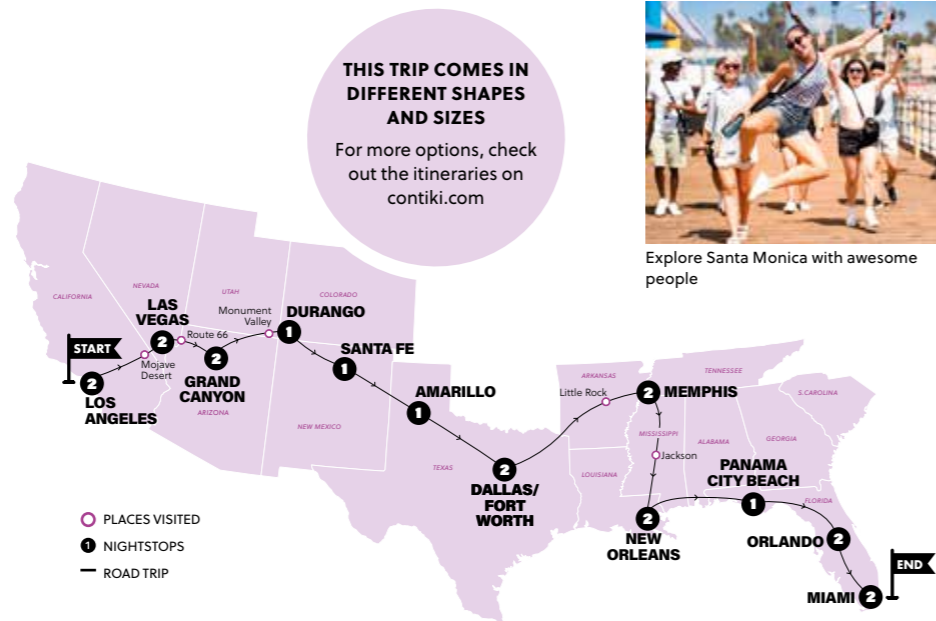 THIS TRIP COMES IN
DIFFERENT SHAPES
AND SIZES
For more options, check
out the itineraries on
contiki.com
Explore Santa Monica with awesome
people
CALIFORNIA
NEVADA
UTAH
COLORADO
ARIZONA
NEW MEXICO
TEXAS
ARKANSAS
LOUISIANA
TENNESSEE
MISSISSIPPI
ALABAMA
GEORGIA
S.CAROLINA
FLORIDA
START
2
LOS
ANGELES
Mojave
Desert
LAS
VEGAS
2
Route 66
2
GRAND
CANYON
Monument
Valley
DURANGO
1
SANTA FE
1
AMARILLO
1
2
DALLAS/
FORT
WORTH
Little Rock
2
MEMPHIS
Jackson
2
NEW
ORLEANS
PANAMA
CITY BEACH
1
ORLANDO
2
MIAMI
2
END
PLACES VISITED
1
NIGHTSTOPS
ROAD TRIP